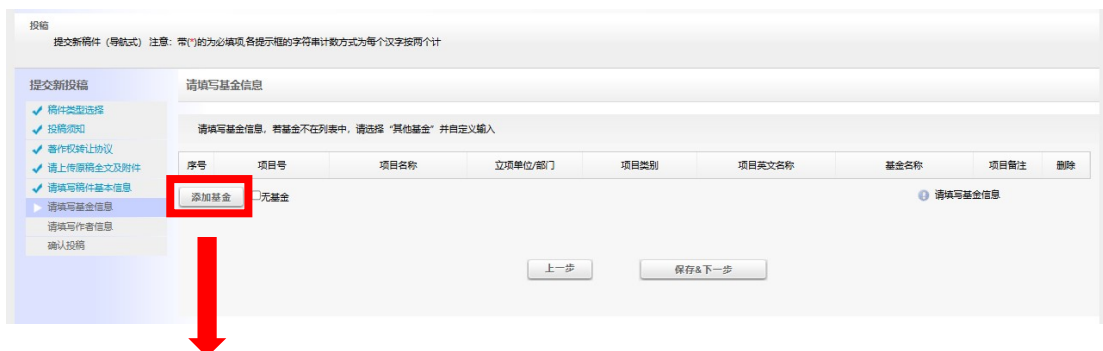 投稿
提交新稿件（导航式） 注意：带(*)的为必填项,各提示框的字符串计数方式为每个汉字按两个计
提交新投稿
稿件类型选择
投稿须知
著作权转让协议
请上传原稿全文及附件
请填写稿件基本信息
请填写基金信息
请填写作者信息
确认投稿
请填写基金信息
请填写基金信息，若基金不在列表中，请选择“其他基金”并自定义输入
序号 项目号 项目名称 立项单位/部门 项目类别 项目英文名称 基金名称 项目备注 删除
添加基金 无基金 请填写基金信息
上一步 保存&下一步